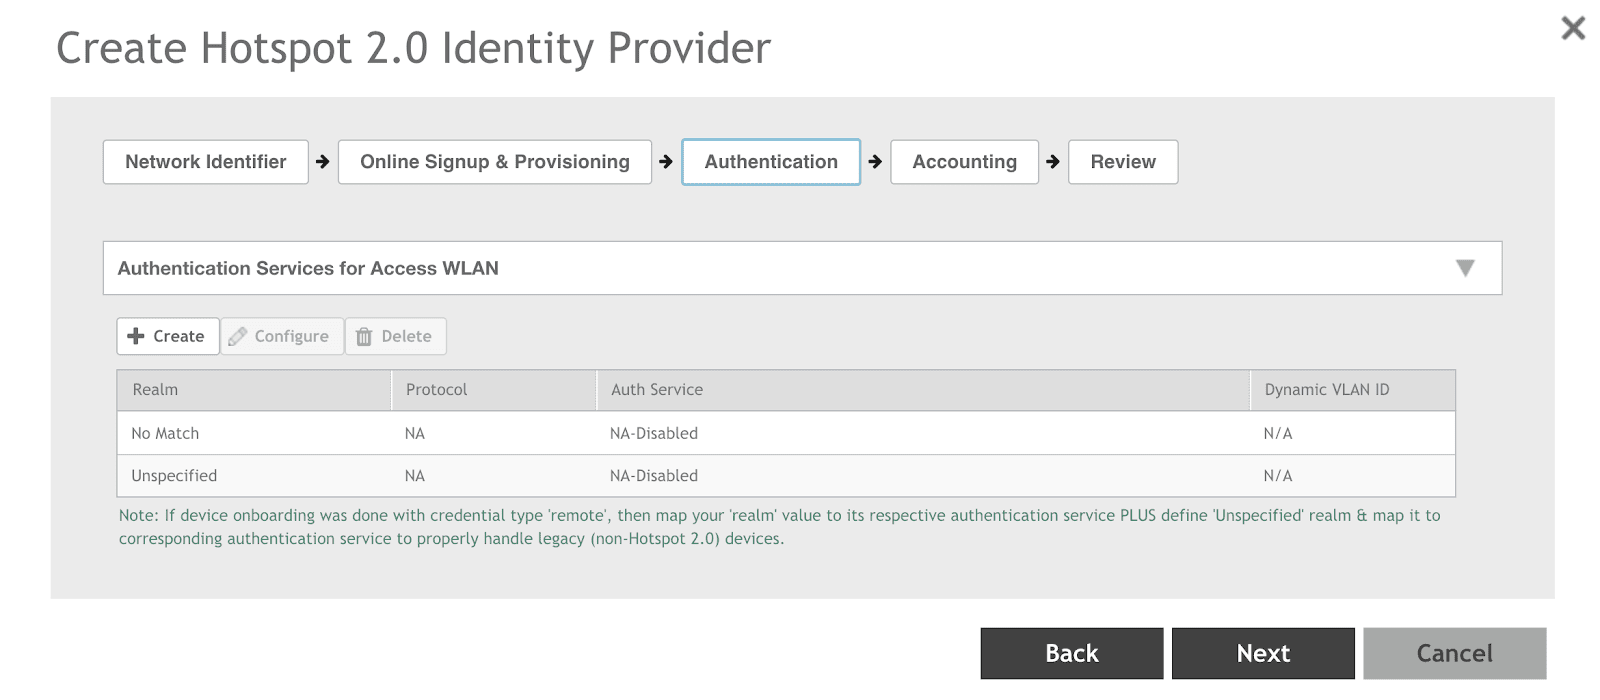 Create Hotspot 2.0 Identity Provider
Network Identifier Online Signup & Provisioning Authentication Accounting Review
Authentication Services for Access WLAN
Create Configure Delete
Realm Protocol Auth Service Dynamic VLAN ID
No Match NA NA-Disabled N/A
Unspecified NA NA-Disabled N/A
Note: If device onboarding was done with credential type 'remote', then map your 'realm' value to its respective authentication service PLUS define 'Unspecified' realm & map it to
corresponding authentication service to properly handle legacy (non-Hotspot 2.0) devices.
Back Next Cancel